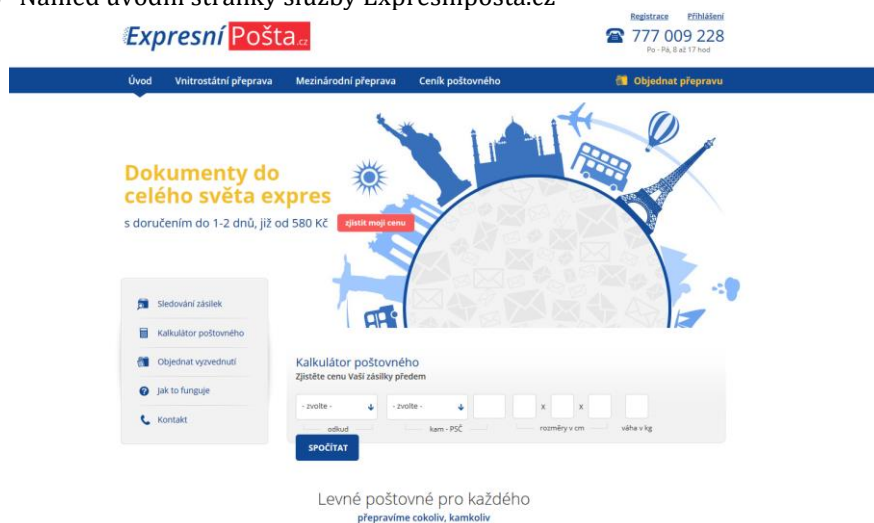 Náhled úvodní stránky služby Expresniposta.cz
Registrace Přihlášení
Expresní Pošta.cz
777 009 228
Po - Pá, 8 až 17 hod
Úvod Vnitrostátní přeprava Mezinárodní přeprava Ceník poštovného Objednat přepravu
Dokumenty do
celého světa expres
s doručením do 1-2 dnů, již od 580 Kč zjistit moji cenu
Sledování zásilek
Kalkulátor poštovného
Objednat vyzvednutí
Jak to funguje
Kontakt
Kalkulátor poštovného
Zjistěte cenu Vaší zásilky předem
- zvolte - - zvolte - x x
odkud kam - PSČ rozměry v cm váha v kg
SPOČÍTAT
Levné poštovné pro každého
přepravíme cokoliv, kamkoliv